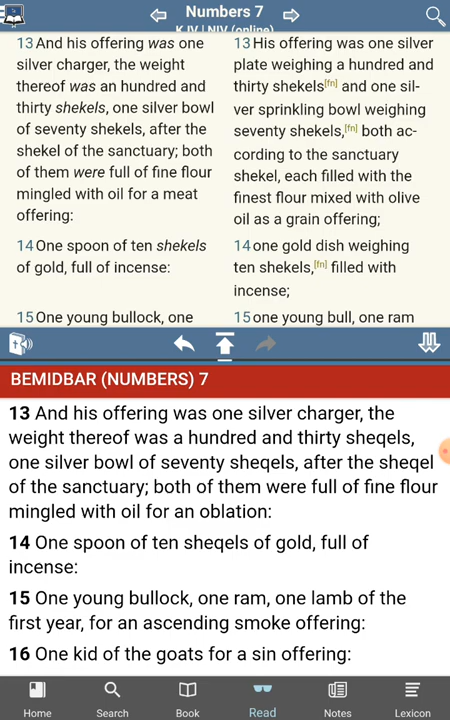 Numbers 7
KJV | NIV (online)
13 And his offering was one
silver charger, the weight
thereof was an hundred and
thirty shekels, one silver bowl
of seventy shekels, after the
shekel of the sanctuary; both
of them were full of fine flour
mingled with oil for a meat
offering:
14 One spoon of ten shekels
of gold, full of incense:
15 One young bullock, one
13 His offering was one silver
plate weighing a hundred and
thirty shekels[fn] and one sil-
ver sprinkling bowl weighing
seventy shekels,[fn] both ac-
cording to the sanctuary
shekel, each filled with the
finest flour mixed with olive
oil as a grain offering;
14 one gold dish weighing
ten shekels,[fn] filled with
incense;
15 one young bull, one ram
BEMIDBAR (NUMBERS) 7
13 And his offering was one silver charger, the
weight thereof was a hundred and thirty sheqels,
one silver bowl of seventy sheqels, after the sheqel
of the sanctuary; both of them were full of fine flour
mingled with oil for an oblation:
14 One spoon of ten sheqels of gold, full of
incense:
15 One young bullock, one ram, one lamb of the
first year, for an ascending smoke offering:
16 One kid of the goats for a sin offering:
Home
Search
Book
Read
Notes
Lexicon